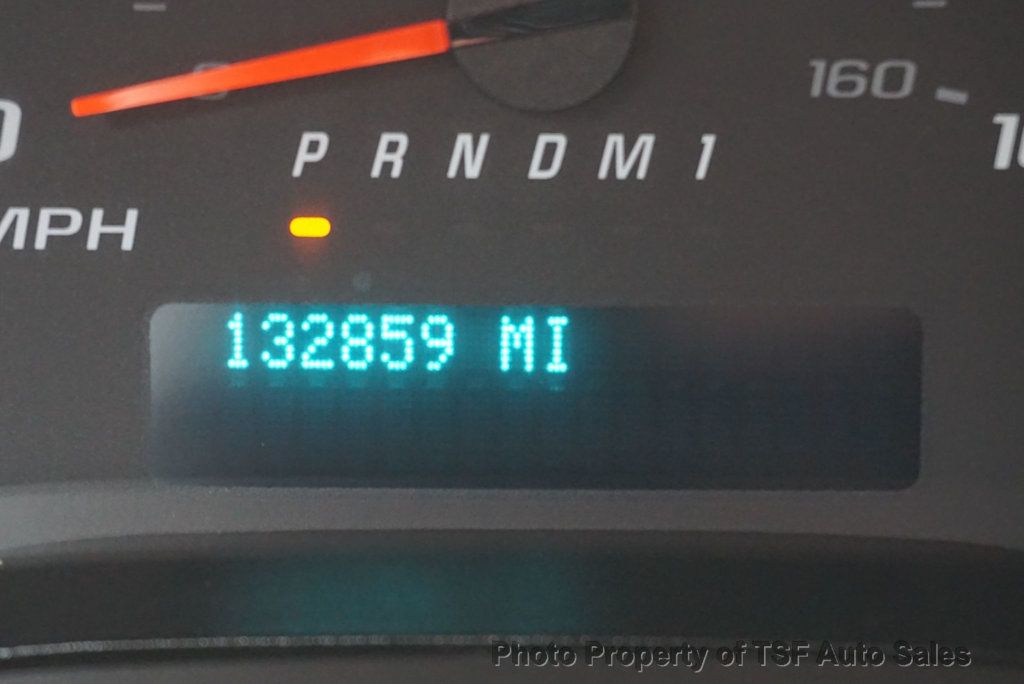 160
P R N D M 1
MPH
132859 MI
Photo Property of TSF Auto Sales